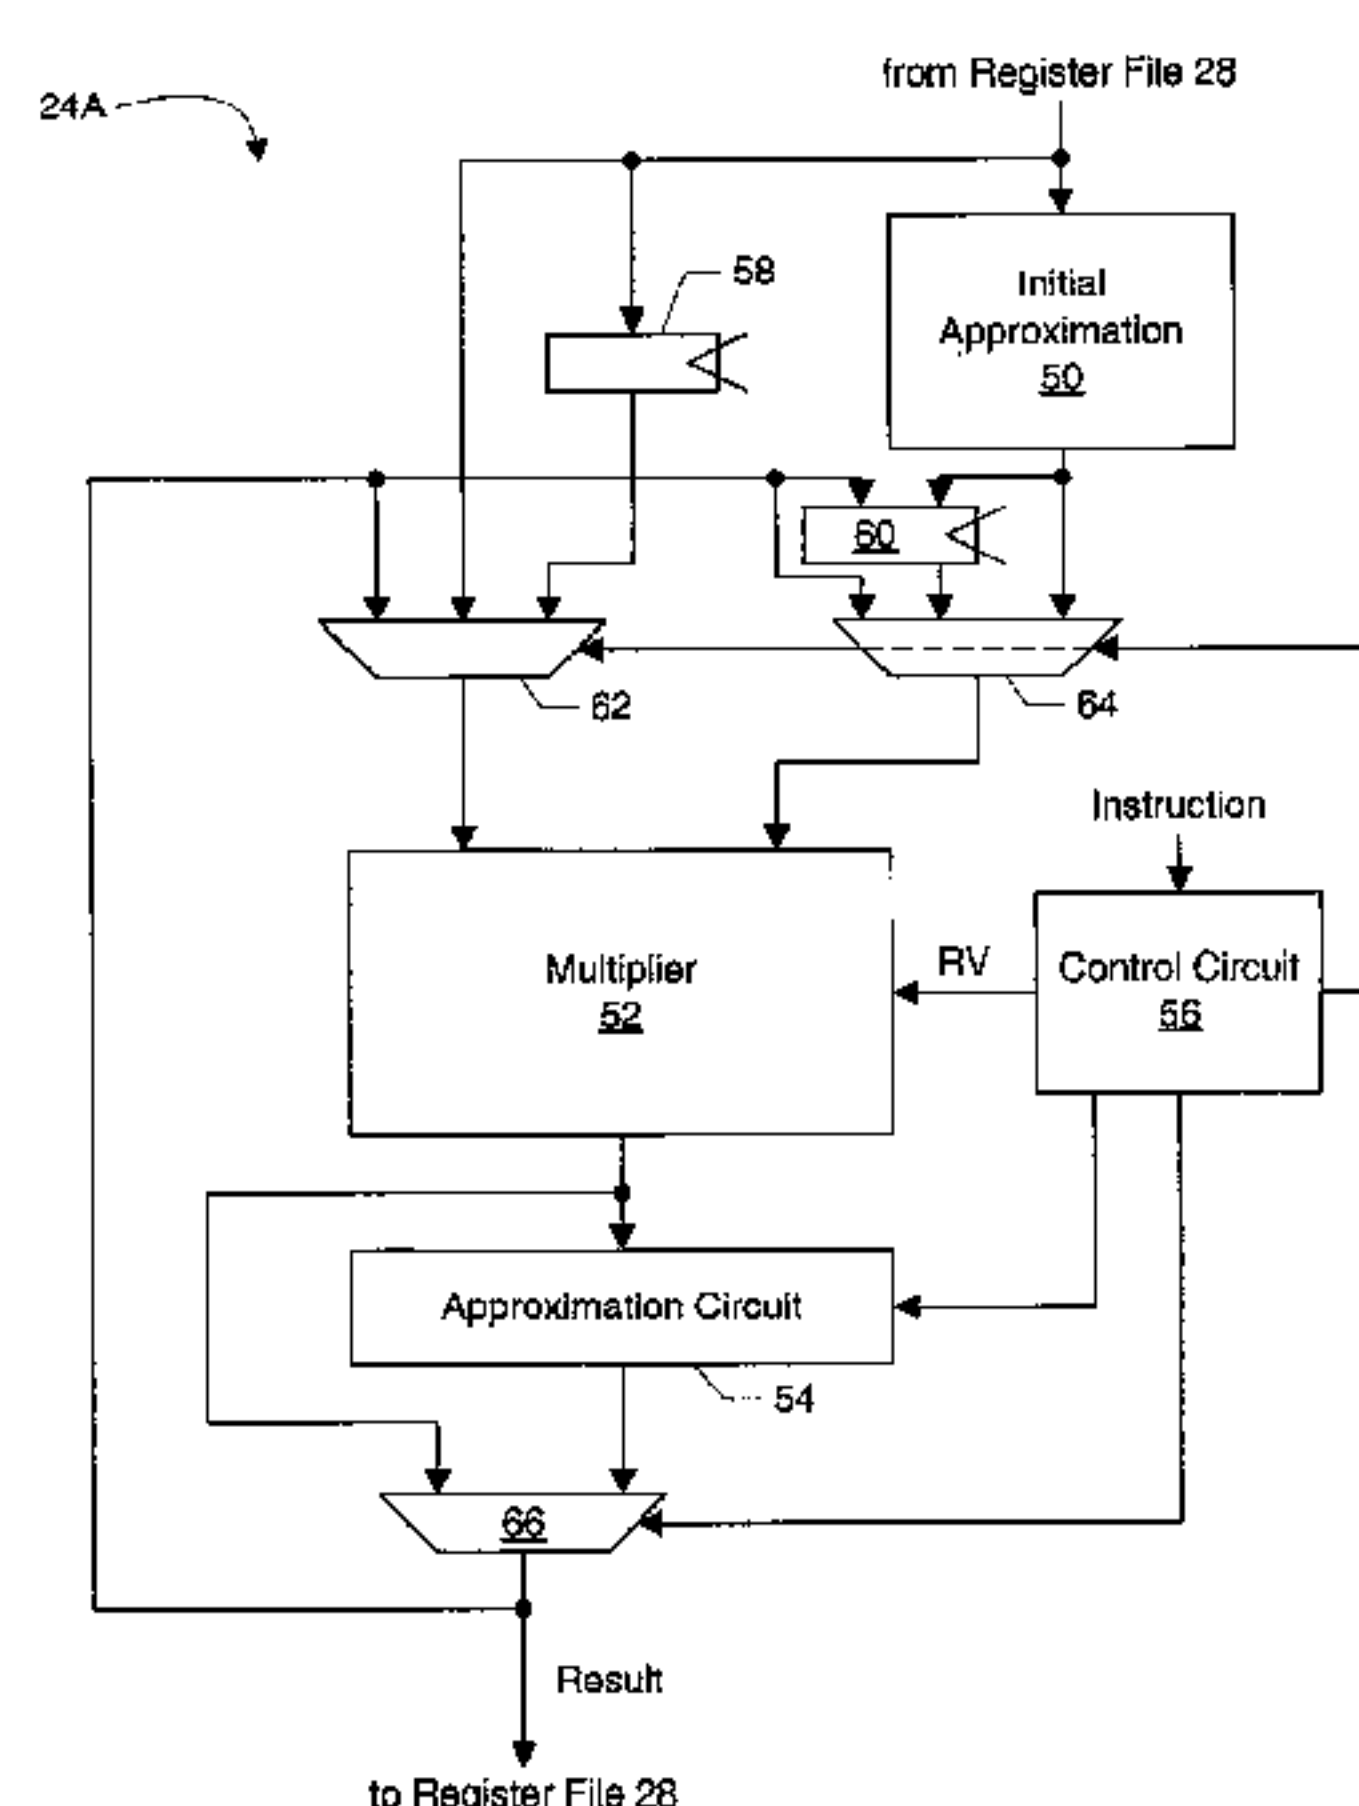 from Register File 28
24A
58
Initial
Approximation
50
60
62
64
Instruction
Multiplier
52
RV
Control Circuit
56
Approximation Circuit
54
66
Result
to Register File 28